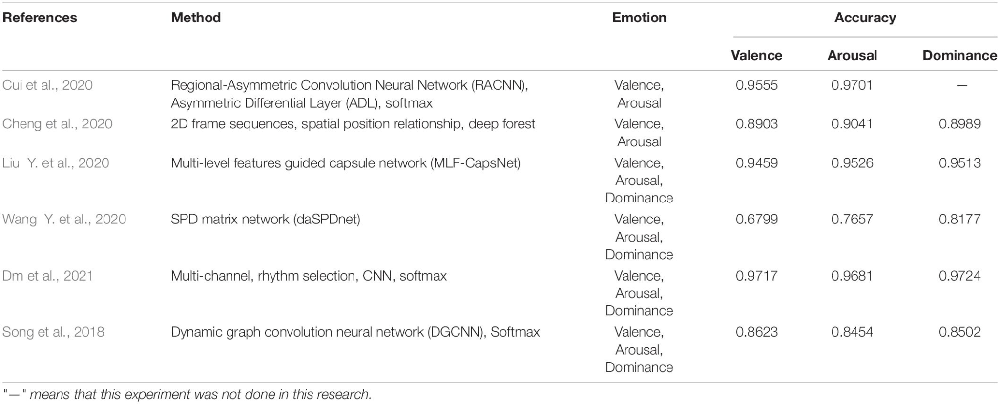 References Method Emotion Accuracy
Valence Arousal Dominance
Cui et al., 2020 Regional-Asymmetric Convolution Neural Network (RACNN), Valence, 0.9555 0.9701 —
Asymmetric Differential Layer (ADL), softmax Arousal
Cheng et al., 2020 2D frame sequences, spatial position relationship, deep forest Valence, 0.8903 0.9041 0.8989
Arousal
Liu Y. et al., 2020 Multi-level features guided capsule network (MLF-CapsNet) Valence, 0.9459 0.9526 0.9513
Arousal,
Dominance
Wang Y. et al., 2020 SPD matrix network (daSPDnet) Valence, 0.6799 0.7657 0.8177
Arousal,
Dominance
Dm et al., 2021 Multi-channel, rhythm selection, CNN, softmax Valence, 0.9717 0.9681 0.9724
Arousal,
Dominance
Song et al., 2018 Dynamic graph convolution neural network (DGCNN), Softmax Valence, 0.8623 0.8454 0.8502
Arousal,
Dominance
"—" means that this experiment was not done in this research.